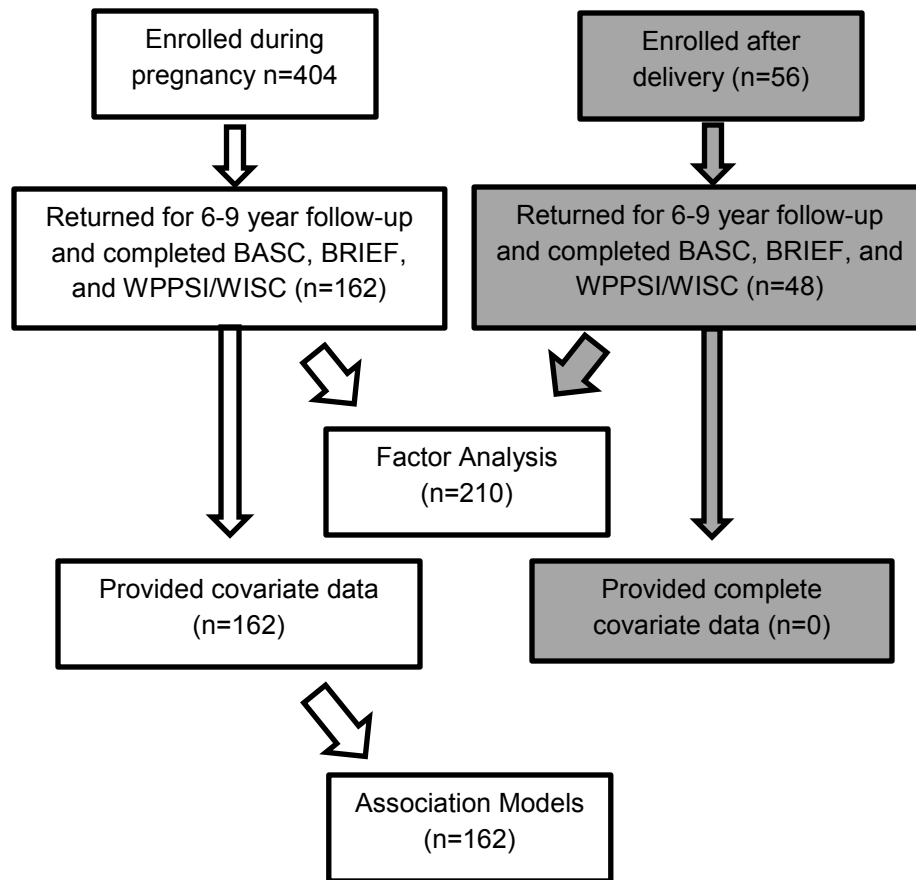 Enrolled during
pregnancy n=404
Enrolled after
delivery (n=56)
Returned for 6-9 year follow-up
and completed BASC, BRIEF,
and WPPSI/WISC (n=162)
Returned for 6-9 year follow-up
and completed BASC, BRIEF, and
WPPSI/WISC (n=48)
Factor Analysis
(n=210)
Provided covariate data
(n=162)
Provided complete
covariate data (n=0)
Association Models
(n=162)